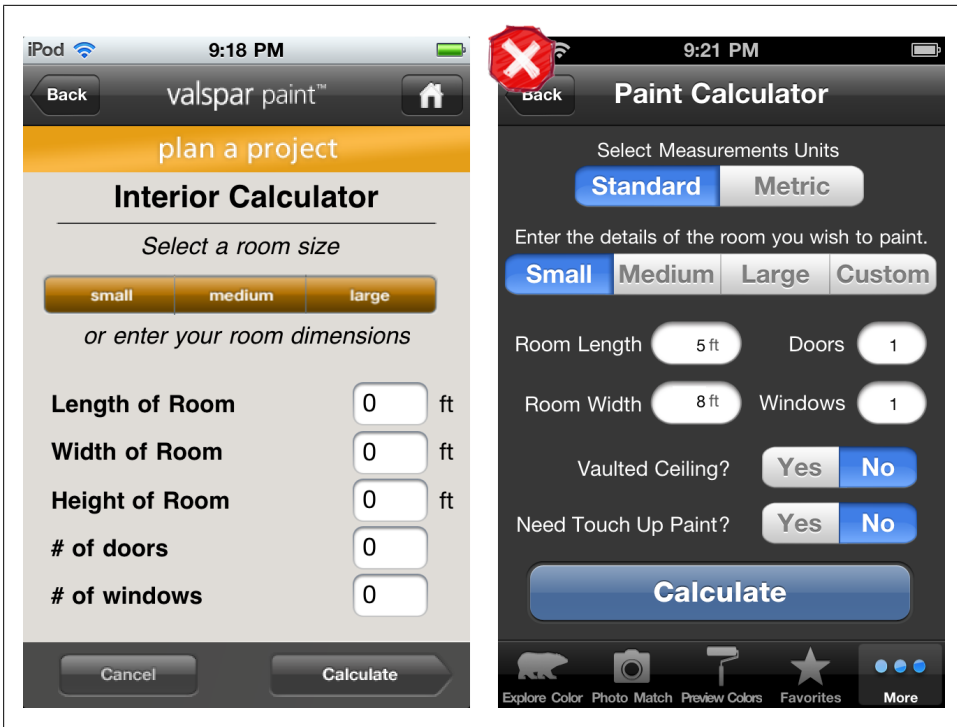 iPod 9:18 PM
Back valspar paint™
plan a project
Interior Calculator
Select a room size
small medium large
or enter your room dimensions
Length of Room 0 ft
Width of Room 0 ft
Height of Room 0 ft
# of doors 0
# of windows 0
Cancel Calculate
9:21 PM
Back Paint Calculator
Select Measurements Units
Standard Metric
Enter the details of the room you wish to paint.
Small Medium Large Custom
Room Length 5 ft Doors 1
Room Width 8 ft Windows 1
Vaulted Ceiling? Yes No
Need Touch Up Paint? Yes No
Calculate
Explore Color Photo Match Preview Colors Favorites More